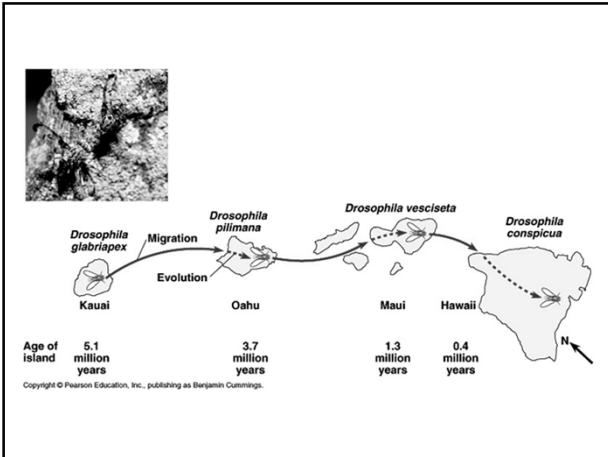 Drosophila
glabriapex
Migration
Drosophila
pilimana
Evolution
Drosophila vesciseta
Drosophila
conspicua
Kauai
Oahu
Maui
Hawaii
N
Age of
island
5.1
million
years
3.7
million
years
1.3
million
years
0.4
million
years
Copyright © Pearson Education, Inc., publishing as Benjamin Cummings.